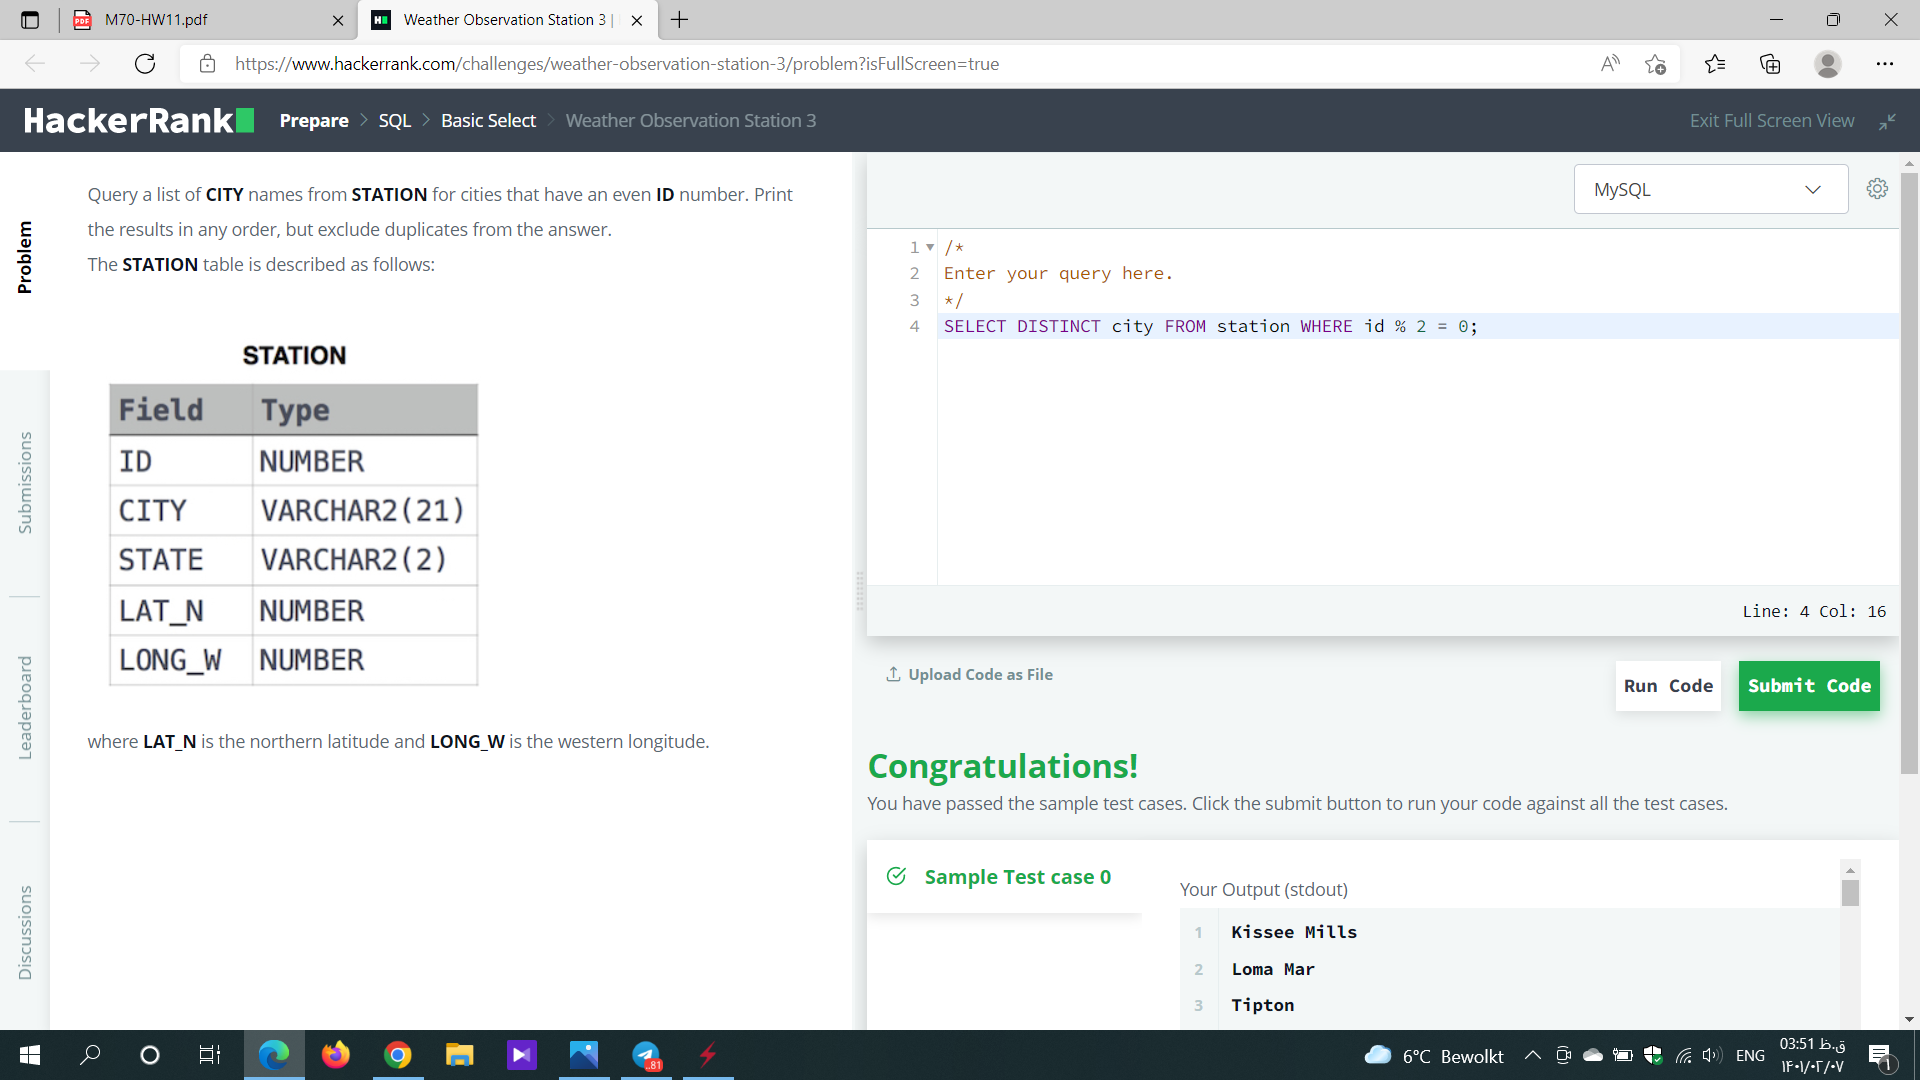 M70-HW11.pdf
Weather Observation Station 3 |
https://www.hackerrank.com/challenges/weather-observation-station-3/problem?isFullScreen=true
HackerRank
Prepare > SQL > Basic Select > Weather Observation Station 3
Exit Full Screen View
Problem
Submissions
Leaderboard
Discussions
Query a list of CITY names from STATION for cities that have an even ID number. Print
the results in any order, but exclude duplicates from the answer.
The STATION table is described as follows:
STATION
Field Type
ID NUMBER
CITY VARCHAR2(21)
STATE VARCHAR2(2)
LAT_N NUMBER
LONG_W NUMBER
where LAT_N is the northern latitude and LONG_W is the western longitude.
MySQL
1 /*
2 Enter your query here.
3 */
4 SELECT DISTINCT city FROM station WHERE id % 2 = 0;
Line: 4 Col: 16
Upload Code as File
Run Code
Submit Code
Congratulations!
You have passed the sample test cases. Click the submit button to run your code against all the test cases.
Sample Test case 0
Your Output (stdout)
1 Kissee Mills
2 Loma Mar
3 Tipton
..81
6°C Bewolkt
ENG
03:51 ق.ظ
۱۴۰۱/۰۲/۰۷
۱